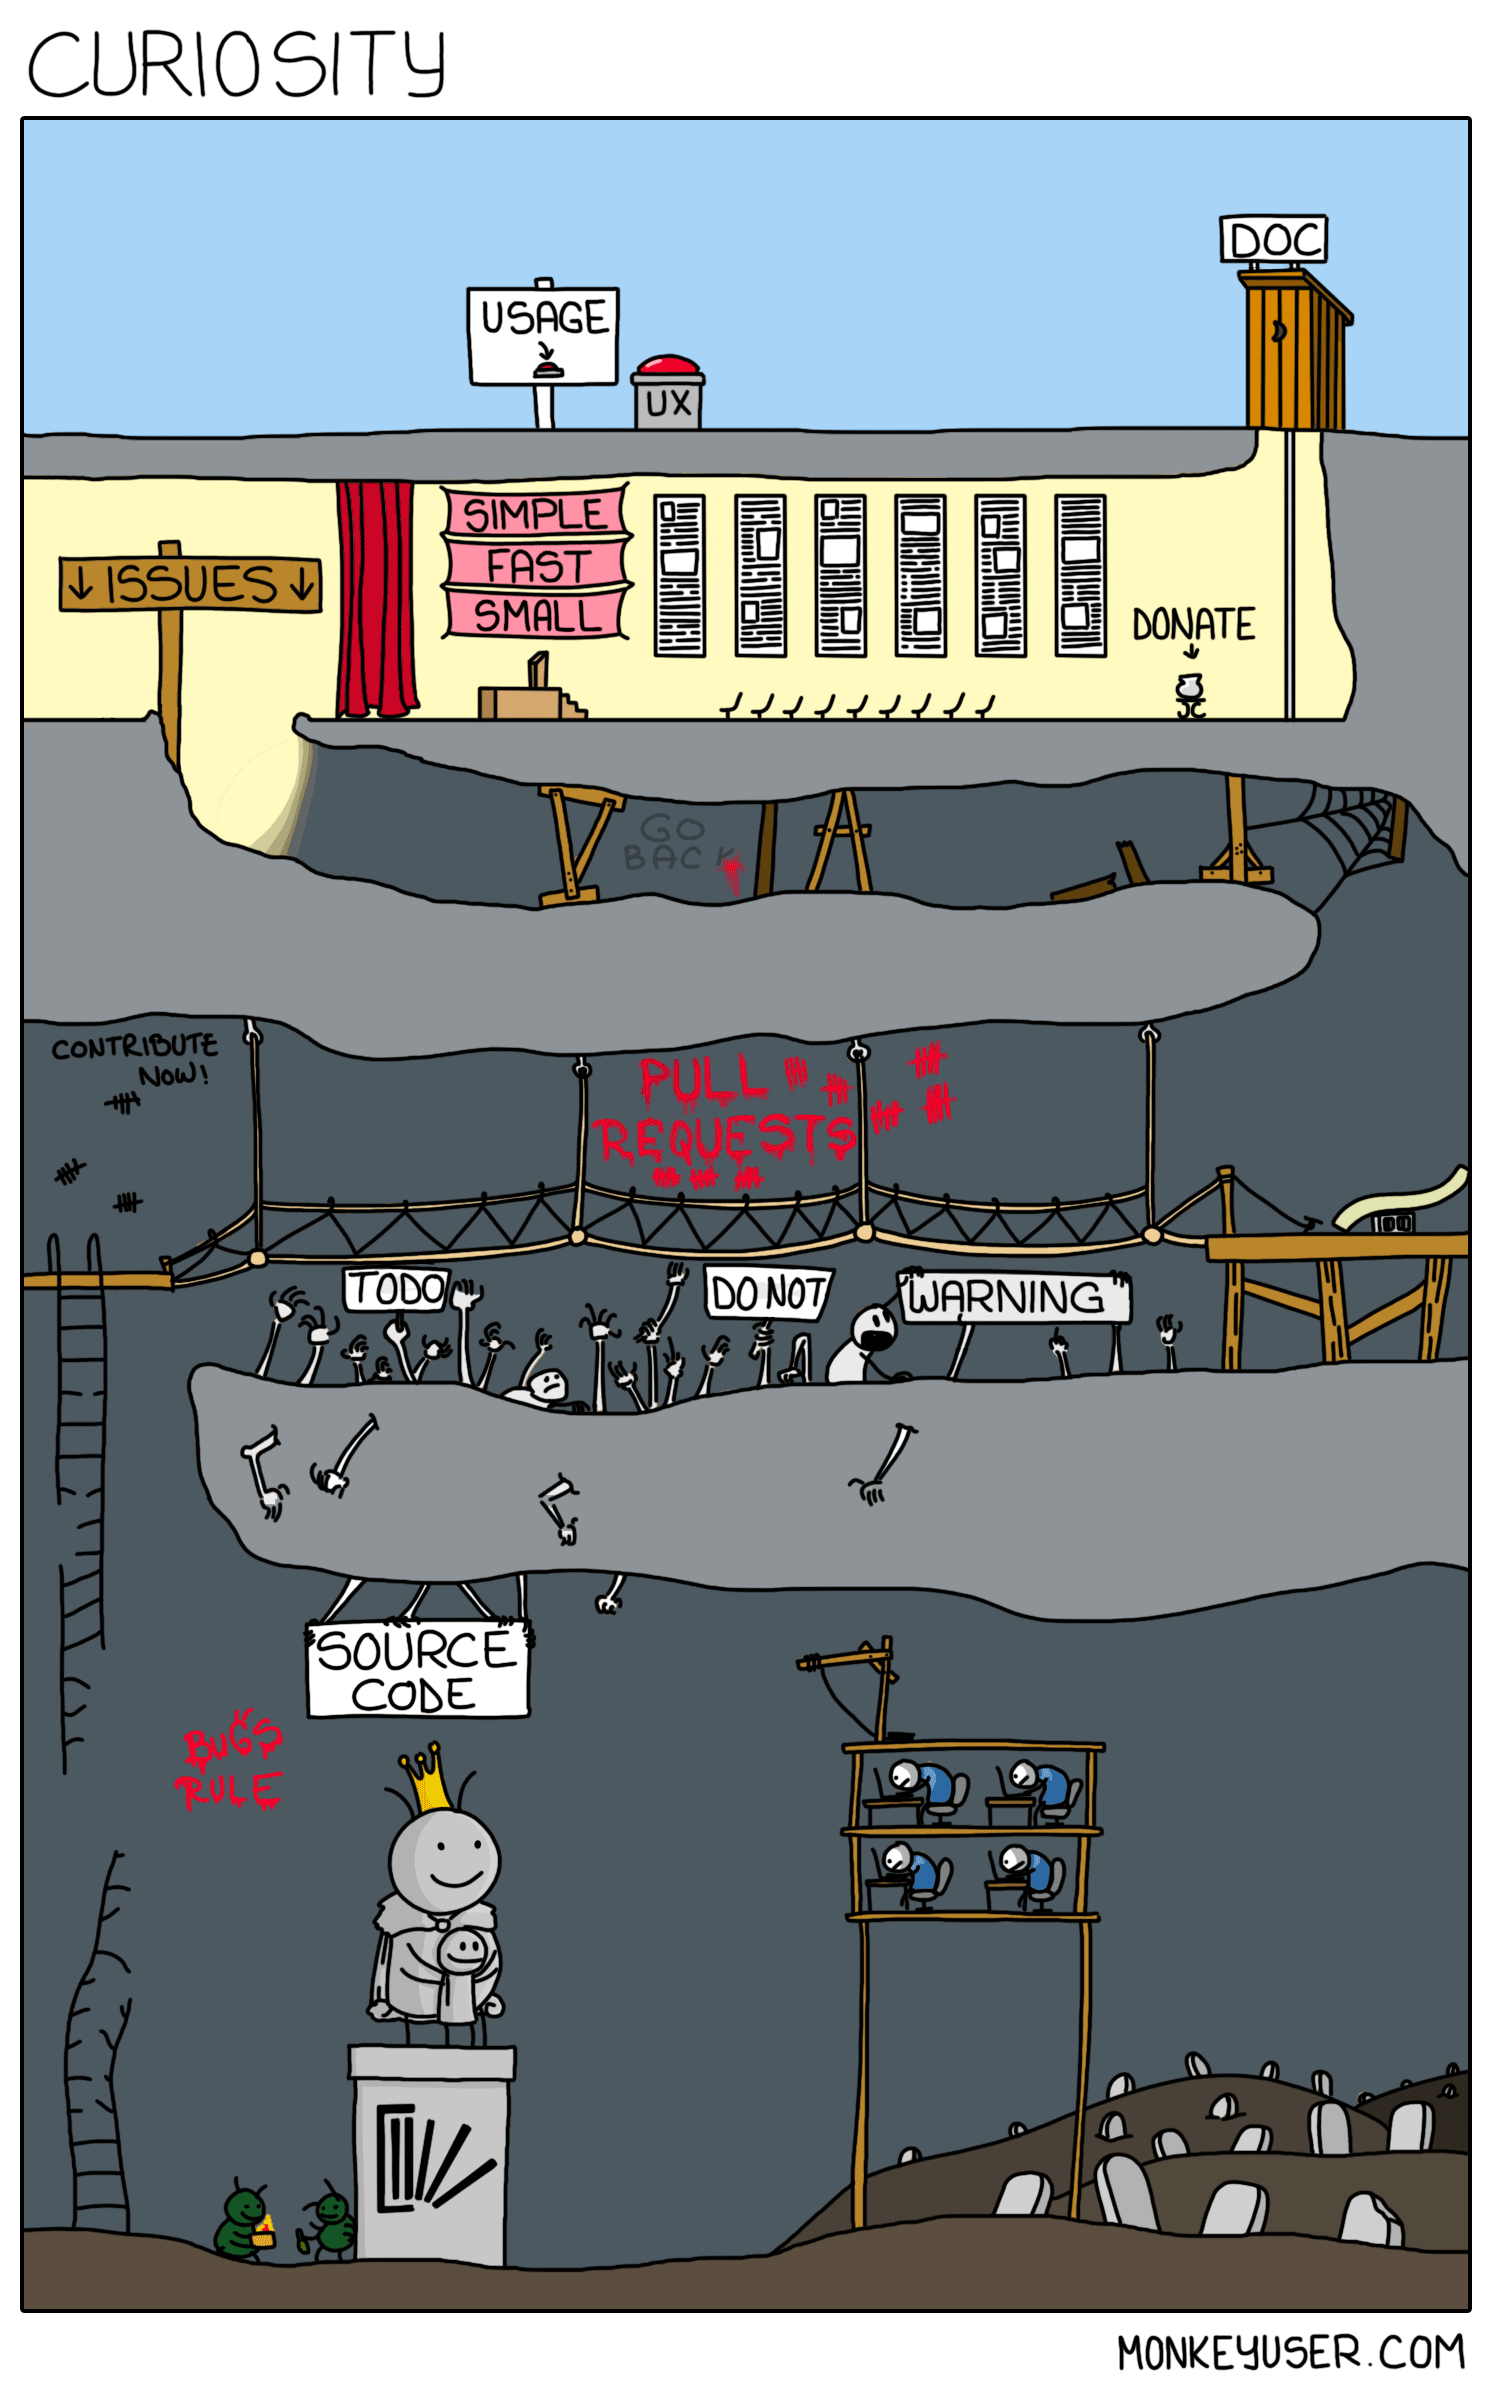 CURIOSITY
DOC
USAGE
UX
SIMPLE
FAST
SMALL
↓ ISSUES ↓
DONATE
GO
BACK
CONTRIBUTE
NOW!
PULL
REQUESTS
TODO
DO NOT
WARNING
SOURCE
CODE
BUGS
RULE
MONKEYUSER.COM